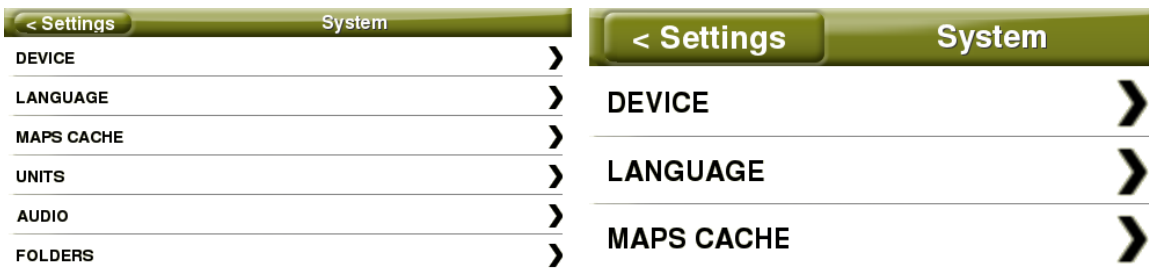 < Settings System
DEVICE
LANGUAGE
MAPS CACHE
UNITS
AUDIO
FOLDERS
< Settings System
DEVICE
LANGUAGE
MAPS CACHE